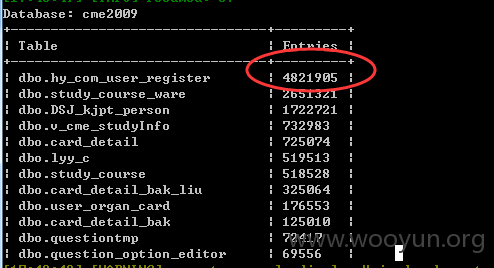 Database: cme2009
Table Entries
dbo.hy_com_user_register 4821905
dbo.study_course_ware 2651321
dbo.DSJ_kjpt_person 1722721
dbo.v_cme_studyInfo 732983
dbo.card_detail 725074
dbo.lyy_c 519513
dbo.study_course 518528
dbo.card_detail_bak_liu 325064
dbo.user_organ_card 176553
dbo.card_detail_bak 125010
dbo.questiontmp
dbo.question_option_editor 69556
www.wooyun.org